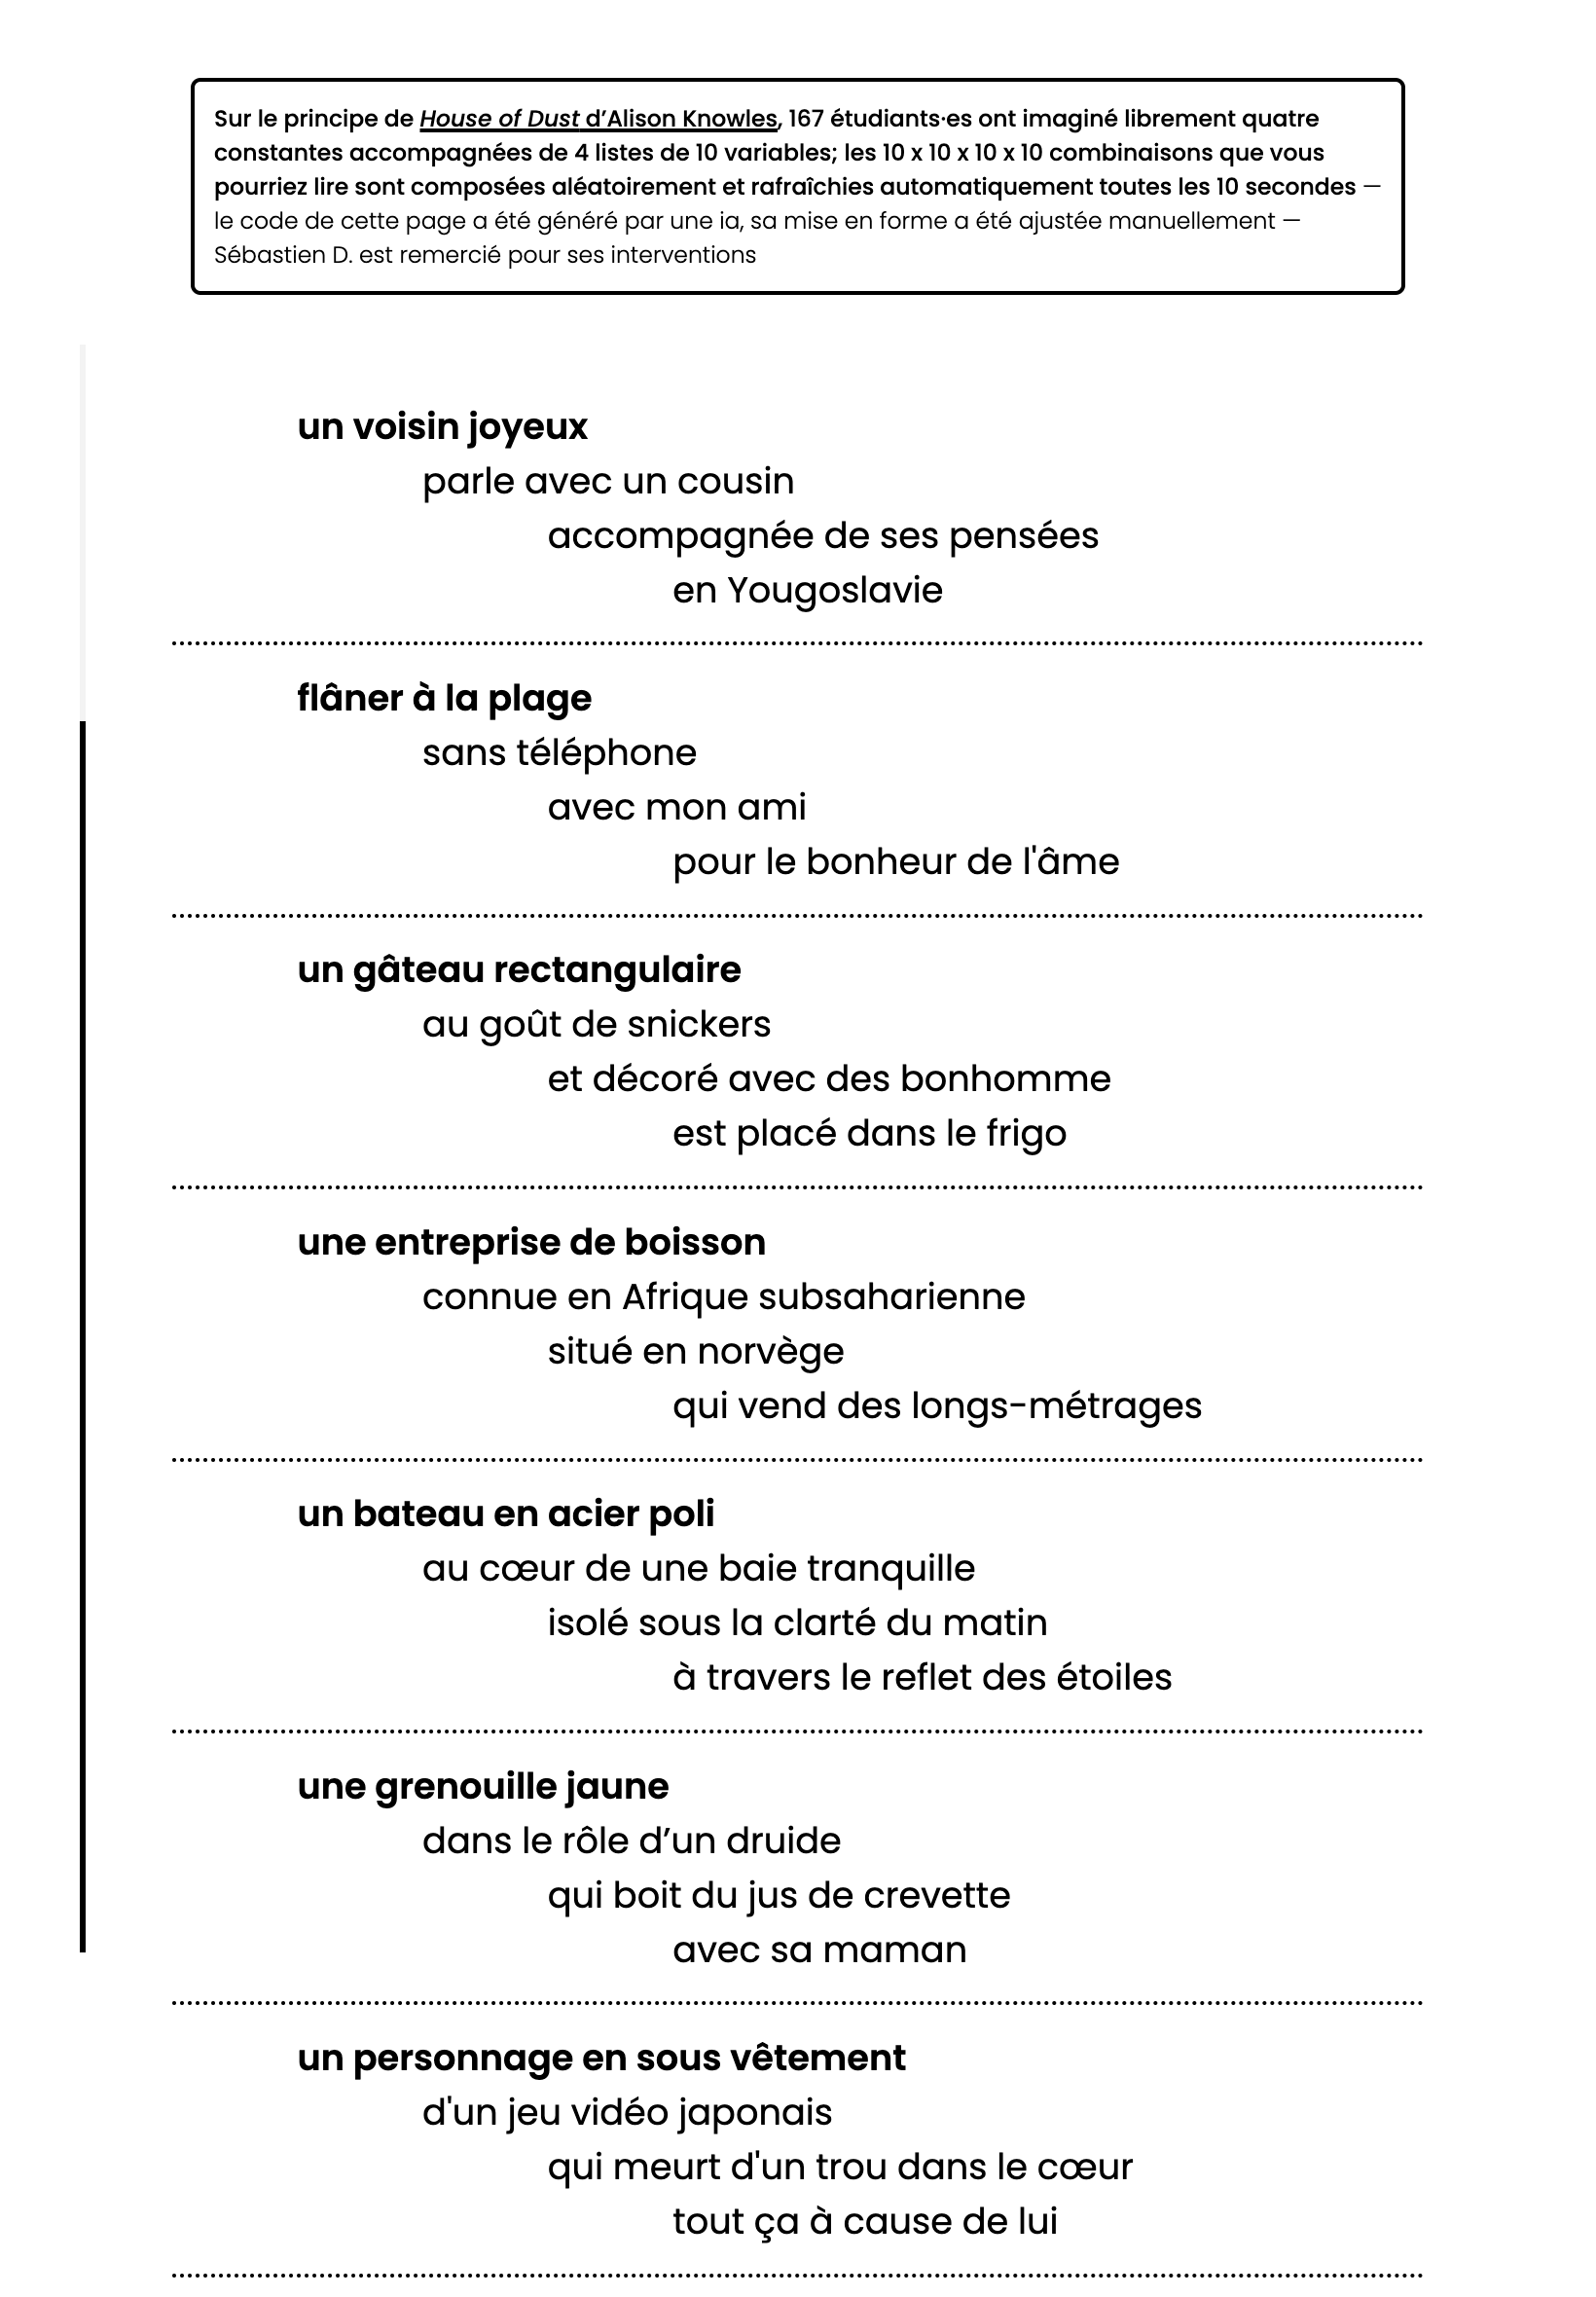 Sur le principe de House of Dust d’Alison Knowles, 167 étudiants·es ont imaginé librement quatre
constantes accompagnées de 4 listes de 10 variables; les 10 x 10 x 10 x 10 combinaisons que vous
pourriez lire sont composées aléatoirement et rafraîchies automatiquement toutes les 10 secondes —
le code de cette page a été généré par une ia, sa mise en forme a été ajustée manuellement —
Sébastien D. est remercié pour ses interventions
un voisin joyeux
parle avec un cousin
accompagnée de ses pensées
en Yougoslavie
flâner à la plage
sans téléphone
avec mon ami
pour le bonheur de l'âme
un gâteau rectangulaire
au goût de snickers
et décoré avec des bonhomme
est placé dans le frigo
une entreprise de boisson
connue en Afrique subsaharienne
situé en norvège
qui vend des longs-métrages
un bateau en acier poli
au cœur de une baie tranquille
isolé sous la clarté du matin
à travers le reflet des étoiles
une grenouille jaune
dans le rôle d’un druide
qui boit du jus de crevette
avec sa maman
un personnage en sous vêtement
d'un jeu vidéo japonais
qui meurt d'un trou dans le cœur
tout ça à cause de lui